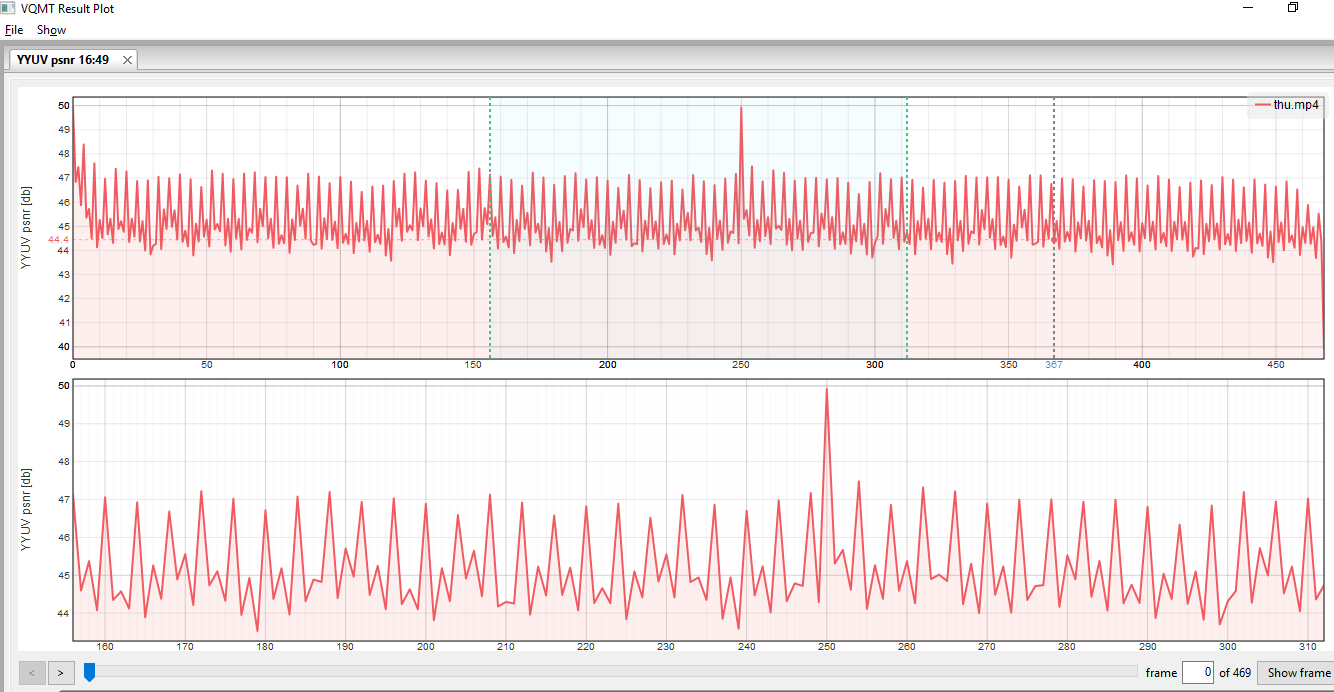 VQMT Result Plot
File Show
YYUV psnr 16:49
thu.mp4
YYUV psnr [db]
50
49
48
47
46
45
44.4
44
43
42
41
40
0 50 100 150 200 250 300 350 367 400 450
YYUV psnr [db]
50
49
48
47
46
45
44
160 170 180 190 200 210 220 230 240 250 260 270 280 290 300 310
< > frame 0 of 469 Show frame